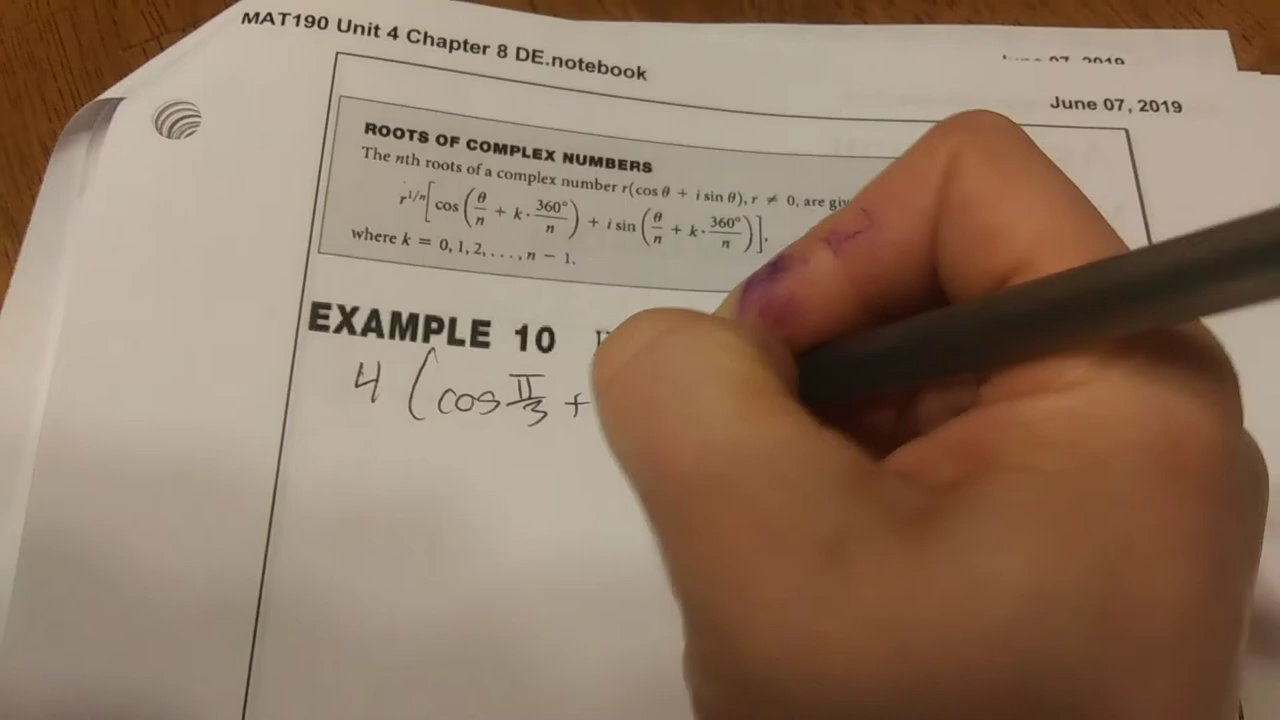 MAT190 Unit 4 Chapter 8 DE.notebook
June 07, 2019
ROOTS OF COMPLEX NUMBERS
The nth roots of a complex number r(cos θ + i sin θ), r ≠ 0, are
r^{1/n}[cos(θ/n + k·360°/n) + i sin(θ/n + k·360°/n)],
where k = 0, 1, 2, . . . , n − 1.
EXAMPLE 10
4 (cos π/3 +